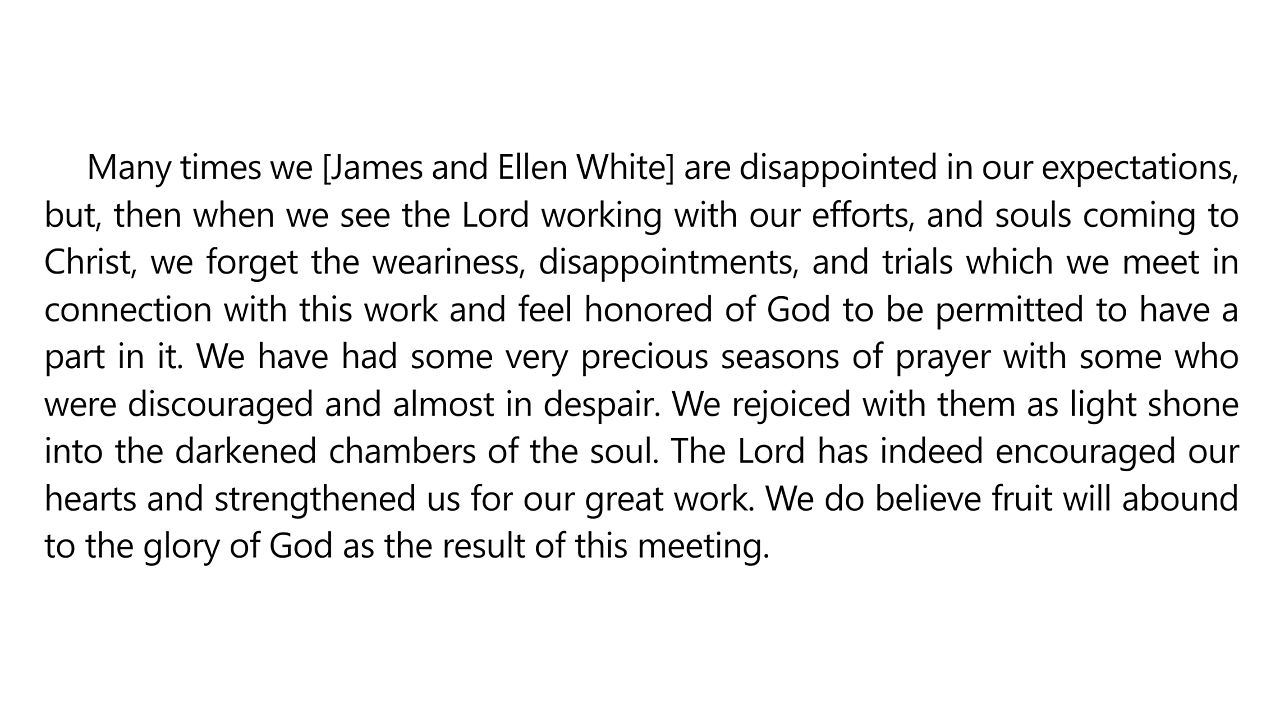 Many times we [James and Ellen White] are disappointed in our expectations,
but, then when we see the Lord working with our efforts, and souls coming to
Christ, we forget the weariness, disappointments, and trials which we meet in
connection with this work and feel honored of God to be permitted to have a
part in it. We have had some very precious seasons of prayer with some who
were discouraged and almost in despair. We rejoiced with them as light shone
into the darkened chambers of the soul. The Lord has indeed encouraged our
hearts and strengthened us for our great work. We do believe fruit will abound
to the glory of God as the result of this meeting.